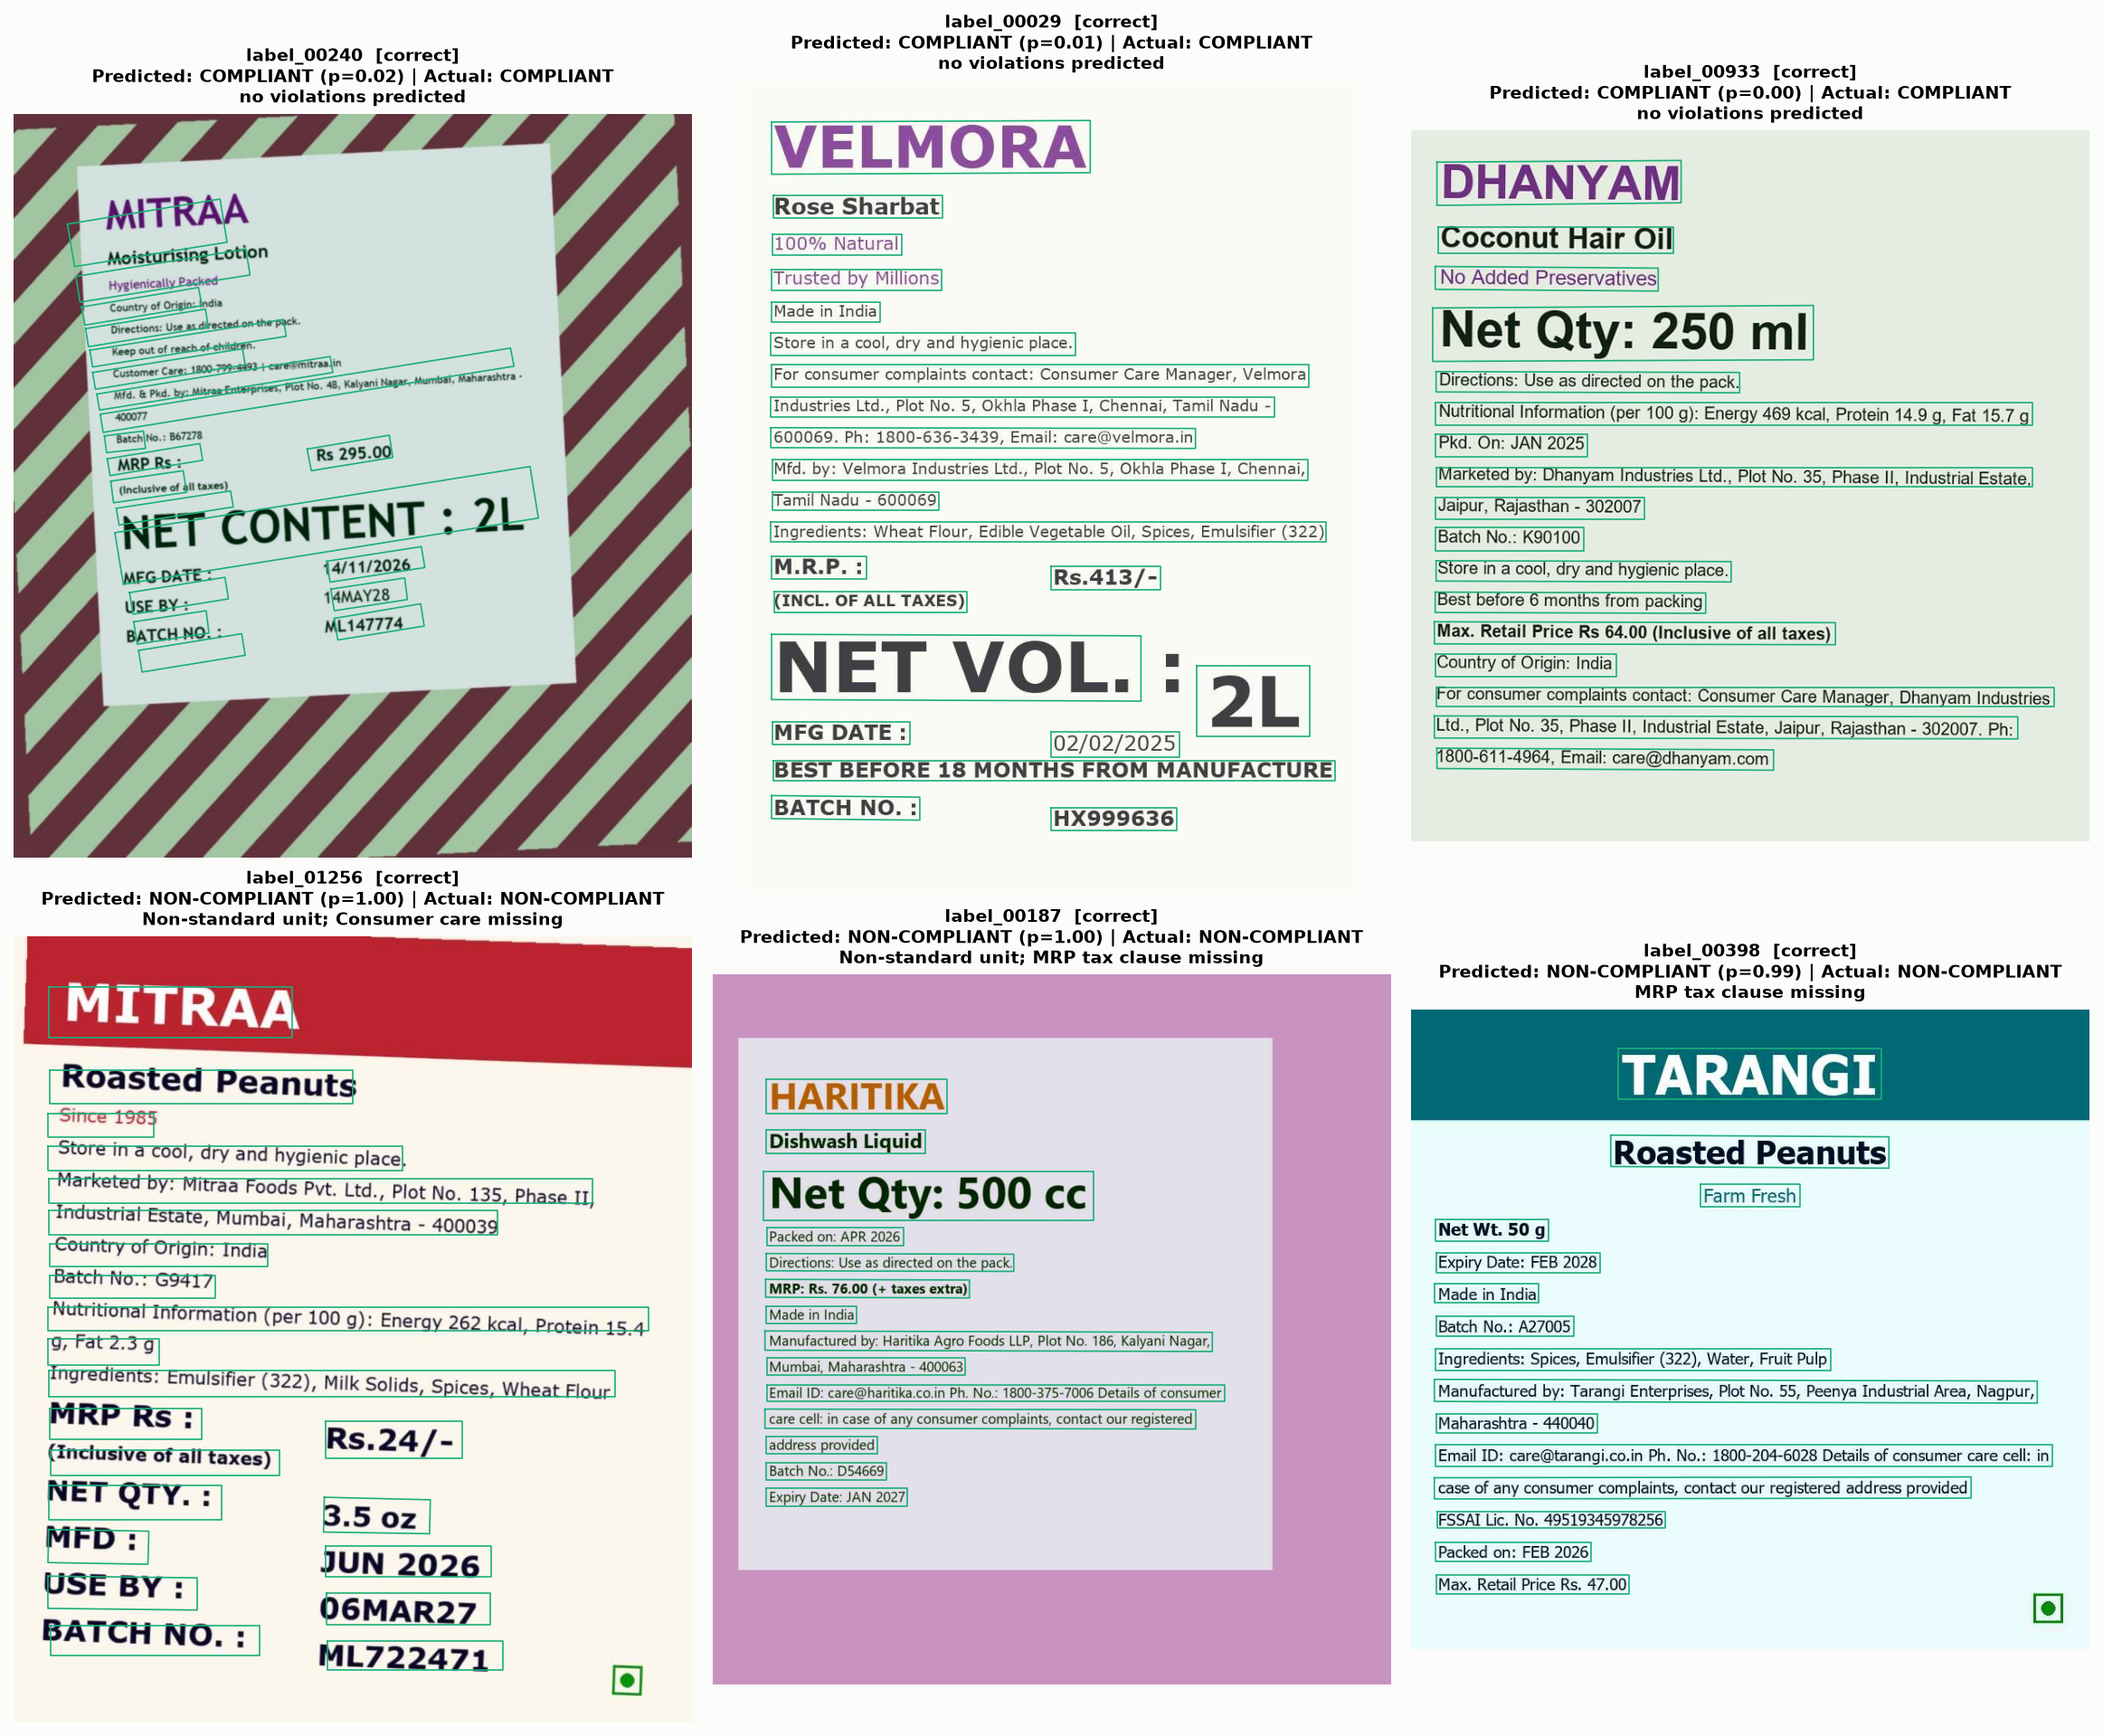 label_00240  [correct]
Predicted: COMPLIANT (p=0.02) | Actual: COMPLIANT
no violations predicted
MITRAA
Moisturising Lotion
Hygienically Packed
Country of Origin: India
Directions: Use as directed on the pack.
Keep out of reach of children.
Customer Care: 1800-799-4493 | care@mitraa.in
Mfd. & Pkd. by: Mitraa Enterprises, Plot No. 48, Kalyani Nagar, Mumbai, Maharashtra -
400077
Batch No.: B67278
MRP Rs : Rs 295.00
(Inclusive of all taxes)
NET CONTENT : 2L
MFG DATE : 14/11/2026
USE BY : 14MAY28
BATCH NO. : ML147774
label_00029  [correct]
Predicted: COMPLIANT (p=0.01) | Actual: COMPLIANT
no violations predicted
VELMORA
Rose Sharbat
100% Natural
Trusted by Millions
Made in India
Store in a cool, dry and hygienic place.
For consumer complaints contact: Consumer Care Manager, Velmora
Industries Ltd., Plot No. 5, Okhla Phase I, Chennai, Tamil Nadu -
600069. Ph: 1800-636-3439, Email: care@velmora.in
Mfd. by: Velmora Industries Ltd., Plot No. 5, Okhla Phase I, Chennai,
Tamil Nadu - 600069
Ingredients: Wheat Flour, Edible Vegetable Oil, Spices, Emulsifier (322)
M.R.P. : Rs.413/-
(INCL. OF ALL TAXES)
NET VOL. : 2L
MFG DATE : 02/02/2025
BEST BEFORE 18 MONTHS FROM MANUFACTURE
BATCH NO. : HX999636
label_00933  [correct]
Predicted: COMPLIANT (p=0.00) | Actual: COMPLIANT
no violations predicted
DHANYAM
Coconut Hair Oil
No Added Preservatives
Net Qty: 250 ml
Directions: Use as directed on the pack.
Nutritional Information (per 100 g): Energy 469 kcal, Protein 14.9 g, Fat 15.7 g
Pkd. On: JAN 2025
Marketed by: Dhanyam Industries Ltd., Plot No. 35, Phase II, Industrial Estate,
Jaipur, Rajasthan - 302007
Batch No.: K90100
Store in a cool, dry and hygienic place.
Best before 6 months from packing
Max. Retail Price Rs 64.00 (Inclusive of all taxes)
Country of Origin: India
For consumer complaints contact: Consumer Care Manager, Dhanyam Industries
Ltd., Plot No. 35, Phase II, Industrial Estate, Jaipur, Rajasthan - 302007. Ph:
1800-611-4964, Email: care@dhanyam.com
label_01256  [correct]
Predicted: NON-COMPLIANT (p=1.00) | Actual: NON-COMPLIANT
Non-standard unit; Consumer care missing
MITRAA
Roasted Peanuts
Since 1985
Store in a cool, dry and hygienic place.
Marketed by: Mitraa Foods Pvt. Ltd., Plot No. 135, Phase II,
Industrial Estate, Mumbai, Maharashtra - 400039
Country of Origin: India
Batch No.: G9417
Nutritional Information (per 100 g): Energy 262 kcal, Protein 15.4
g, Fat 2.3 g
Ingredients: Emulsifier (322), Milk Solids, Spices, Wheat Flour
MRP Rs : Rs.24/-
(Inclusive of all taxes)
NET QTY. : 3.5 oz
MFD : JUN 2026
USE BY : 06MAR27
BATCH NO. : ML722471
label_00187  [correct]
Predicted: NON-COMPLIANT (p=1.00) | Actual: NON-COMPLIANT
Non-standard unit; MRP tax clause missing
HARITIKA
Dishwash Liquid
Net Qty: 500 cc
Packed on: APR 2026
Directions: Use as directed on the pack.
MRP: Rs. 76.00 (+ taxes extra)
Made in India
Manufactured by: Haritika Agro Foods LLP, Plot No. 186, Kalyani Nagar,
Mumbai, Maharashtra - 400063
Email ID: care@haritika.co.in Ph. No.: 1800-375-7006 Details of consumer
care cell: in case of any consumer complaints, contact our registered
address provided
Batch No.: D54669
Expiry Date: JAN 2027
label_00398  [correct]
Predicted: NON-COMPLIANT (p=0.99) | Actual: NON-COMPLIANT
MRP tax clause missing
TARANGI
Roasted Peanuts
Farm Fresh
Net Wt. 50 g
Expiry Date: FEB 2028
Made in India
Batch No.: A27005
Ingredients: Spices, Emulsifier (322), Water, Fruit Pulp
Manufactured by: Tarangi Enterprises, Plot No. 55, Peenya Industrial Area, Nagpur,
Maharashtra - 440040
Email ID: care@tarangi.co.in Ph. No.: 1800-204-6028 Details of consumer care cell: in
case of any consumer complaints, contact our registered address provided
FSSAI Lic. No. 49519345978256
Packed on: FEB 2026
Max. Retail Price Rs. 47.00